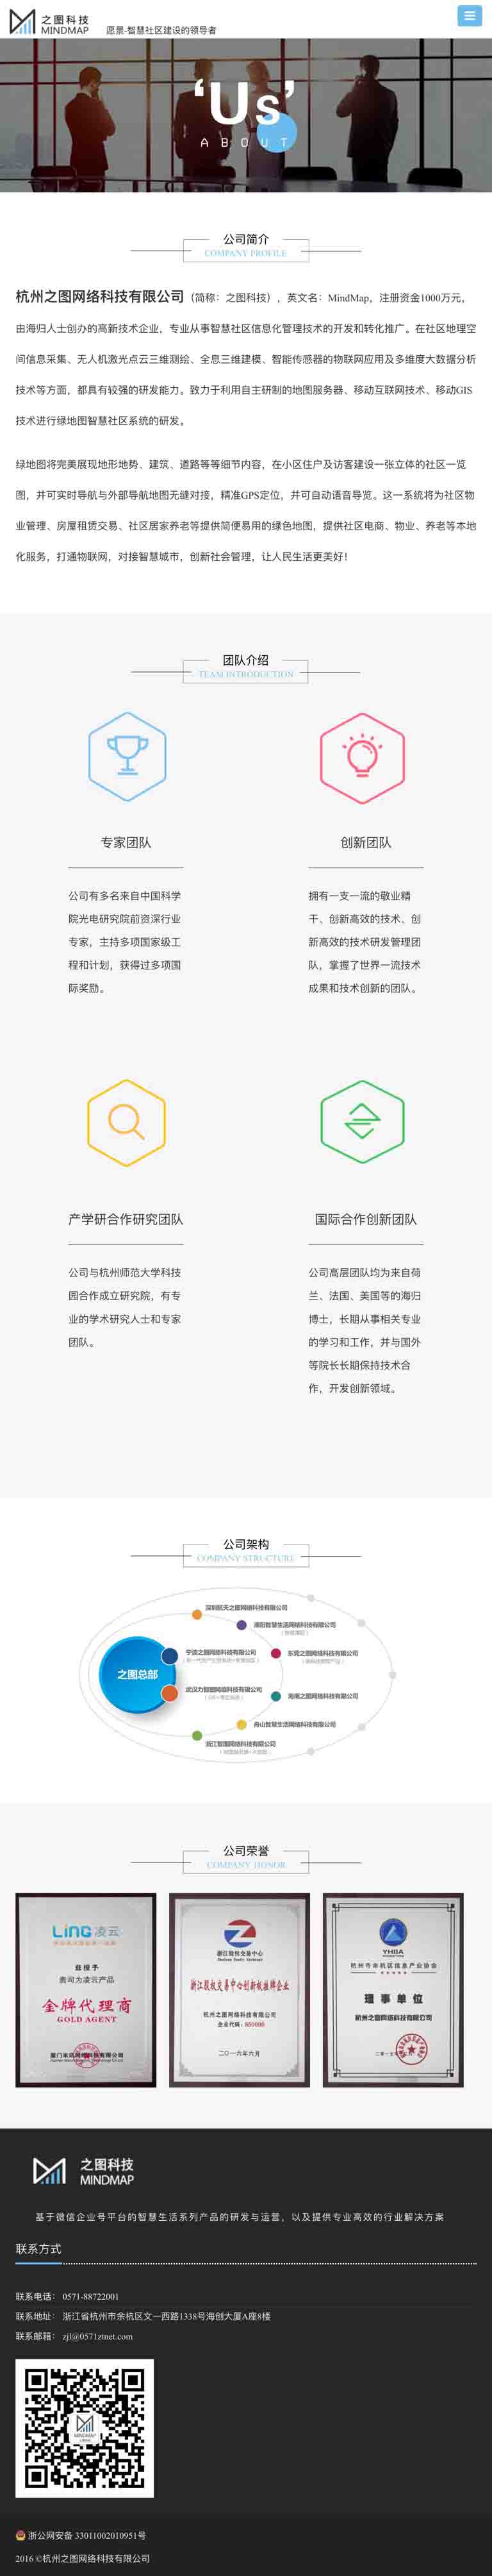 之图科技
MINDMAP
愿景-智慧社区建设的领导者
‘Us’
ABOUT
公司简介
COMPANY PROFILE
杭州之图网络科技有限公司（简称：之图科技），英文名：MindMap，注册资金1000万元，
由海归人士创办的高新技术企业，专业从事智慧社区信息化管理技术的开发和转化推广。在社区地理空
间信息采集、无人机激光点云三维测绘、全息三维建模、智能传感器的物联网应用及多维度大数据分析
技术等方面，都具有较强的研发能力。致力于利用自主研制的地图服务器、移动互联网技术、移动GIS
技术进行绿地图智慧社区系统的研发。
绿地图将完美展现地形地势、建筑、道路等等细节内容，在小区住户及访客建设一张立体的社区一览
图，并可实时导航与外部导航地图无缝对接，精准GPS定位，并可自动语音导览。这一系统将为社区物
业管理、房屋租赁交易、社区居家养老等提供简便易用的绿色地图，提供社区电商、物业、养老等本地
化服务，打通物联网，对接智慧城市，创新社会管理，让人民生活更美好！
团队介绍
TEAM INTRODUCTION
专家团队
公司有多名来自中国科学
院光电研究院前资深行业
专家，主持多项国家级工
程和计划，获得过多项国
际奖励。
创新团队
拥有一支一流的敬业精
干、创新高效的技术、创
新高效的技术研发管理团
队，掌握了世界一流技术
成果和技术创新的团队。
产学研合作研究团队
公司与杭州师范大学科技
园合作成立研究院，有专
业的学术研究人士和专家
团队。
国际合作创新团队
公司高层团队均为来自荷
兰、法国、美国等的海归
博士，长期从事相关专业
的学习和工作，并与国外
等院长长期保持技术合
作，开发创新领域。
公司架构
COMPANY STRUCTURE
深圳航天之图网络科技有限公司
浦阳智慧生活网络科技有限公司
宁波之图网络科技有限公司
东莞之图网络科技有限公司
之图总部
武汉力智图网络科技有限公司
海南之图网络科技有限公司
舟山智慧生活网络科技有限公司
浙江智图网络科技有限公司
公司荣誉
COMPANY HONOR
LinC 凌云
兹授予
贵司为凌云产品
金牌代理商
GOLD AGENT
浙江股权交易中心
浙江股权交易中心创新板挂牌企业
杭州之图网络科技有限公司
企业代码：
二〇一六年六月
YHBA
杭州市余杭区信息产业协会
理事单位
杭州之图网络科技有限公司
之图科技
MINDMAP
基于微信企业号平台的智慧生活系列产品的研发与运营，以及提供专业高效的行业解决方案
联系方式
联系电话： 0571-88722001
联系地址： 浙江省杭州市余杭区文一西路1338号海创大厦A座8楼
联系邮箱： zjl@0571ztnet.com
MINDMAP
浙公网安备 33011002010951号
2016 ©杭州之图网络科技有限公司